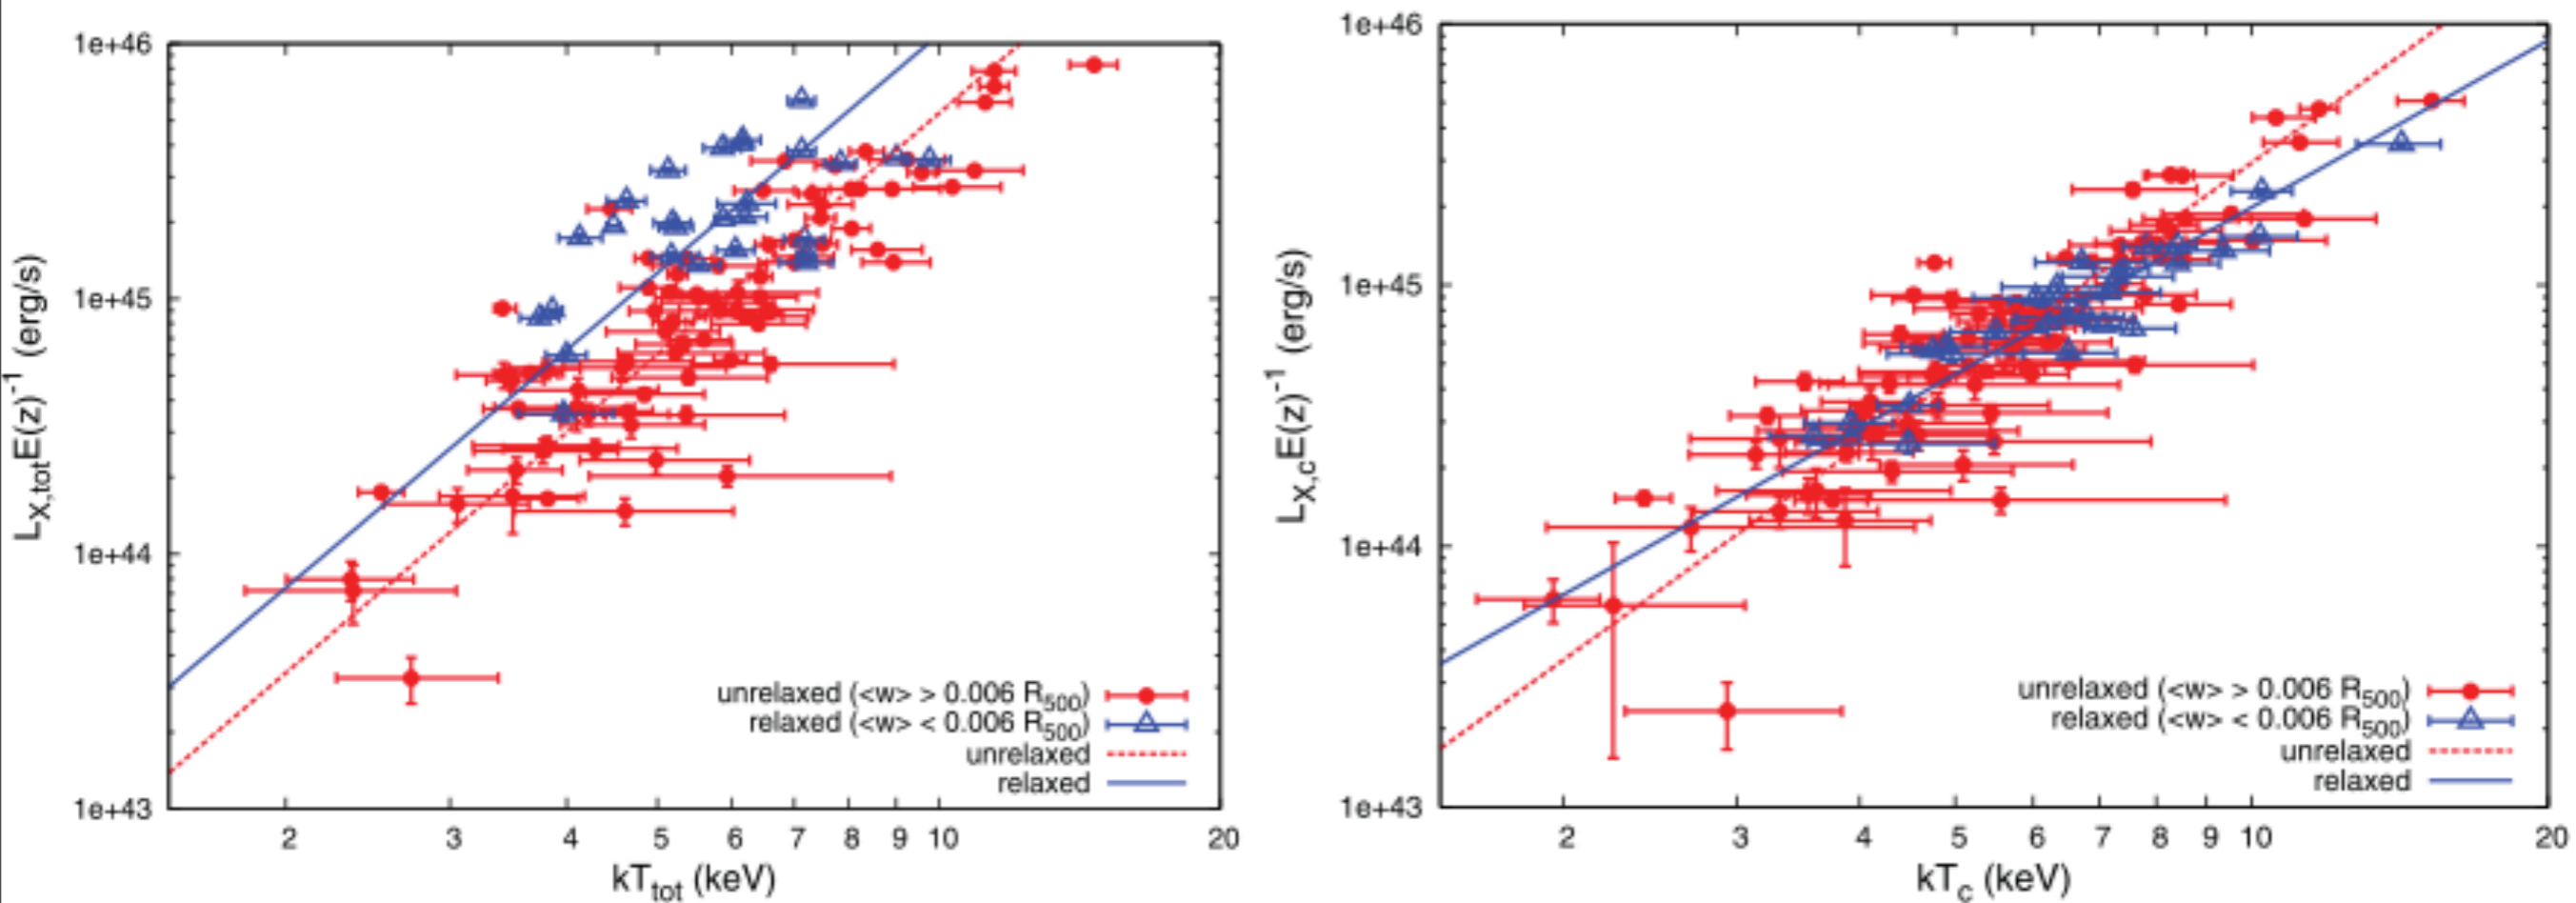 1e+46
1e+45
1e+44
1e+43
L_X,tot E(z)^-1 (erg/s)
unrelaxed (<w> > 0.006 R_500)
relaxed (<w> < 0.006 R_500)
unrelaxed
relaxed
2 3 4 5 6 7 8 9 10 20
kT_tot (keV)
1e+46
1e+45
1e+44
1e+43
L_X,c E(z)^-1 (erg/s)
unrelaxed (<w> > 0.006 R_500)
relaxed (<w> < 0.006 R_500)
unrelaxed
relaxed
2 3 4 5 6 7 8 9 10 20
kT_c (keV)